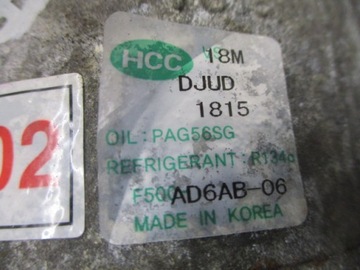 HCC 18M
DJUD
1815
OIL: PAG56SG
REFRIGERANT: R134a
F500AD6AB-06
MADE IN KOREA
02